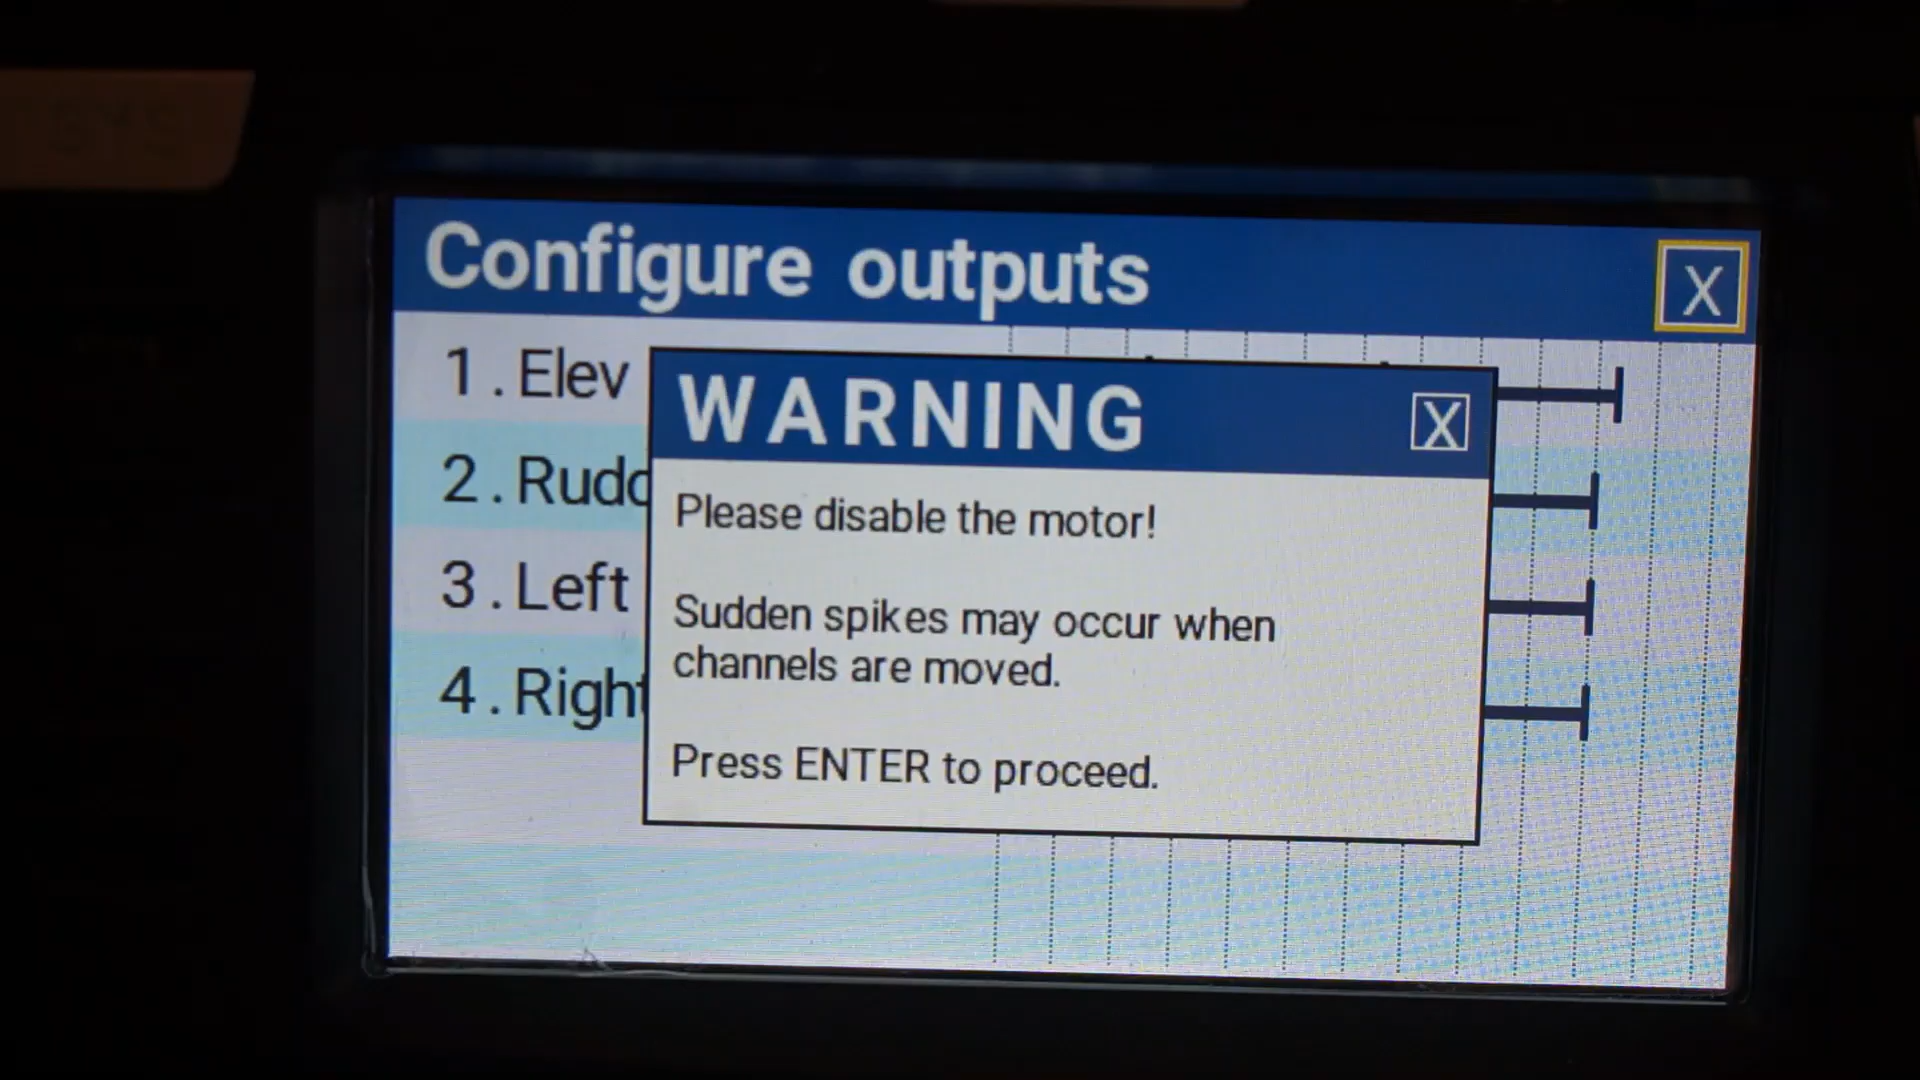 SYS
Configure outputs
X
1. Elev
WARNING
X
2. Rudd
Please disable the motor!
3. Left
Sudden spikes may occur when
channels are moved.
4. Right
Press ENTER to proceed.